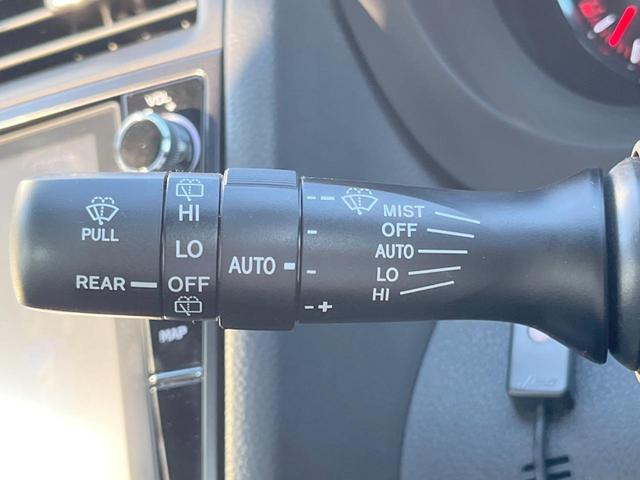 VOL
PULL
REAR
HI
LO
OFF
AUTO
--
-
-
-+
MIST
OFF
AUTO
LO
HI
MAP